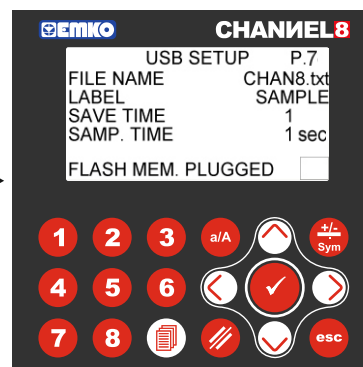 EMKO CHANИEL8
USB SETUP P.7
FILE NAME CHAN8.txt
LABEL SAMPLE
SAVE TIME 1
SAMP. TIME 1 sec
FLASH MEM. PLUGGED
1 2 3 a/A +/- Sym
4 5 6
7 8 esc